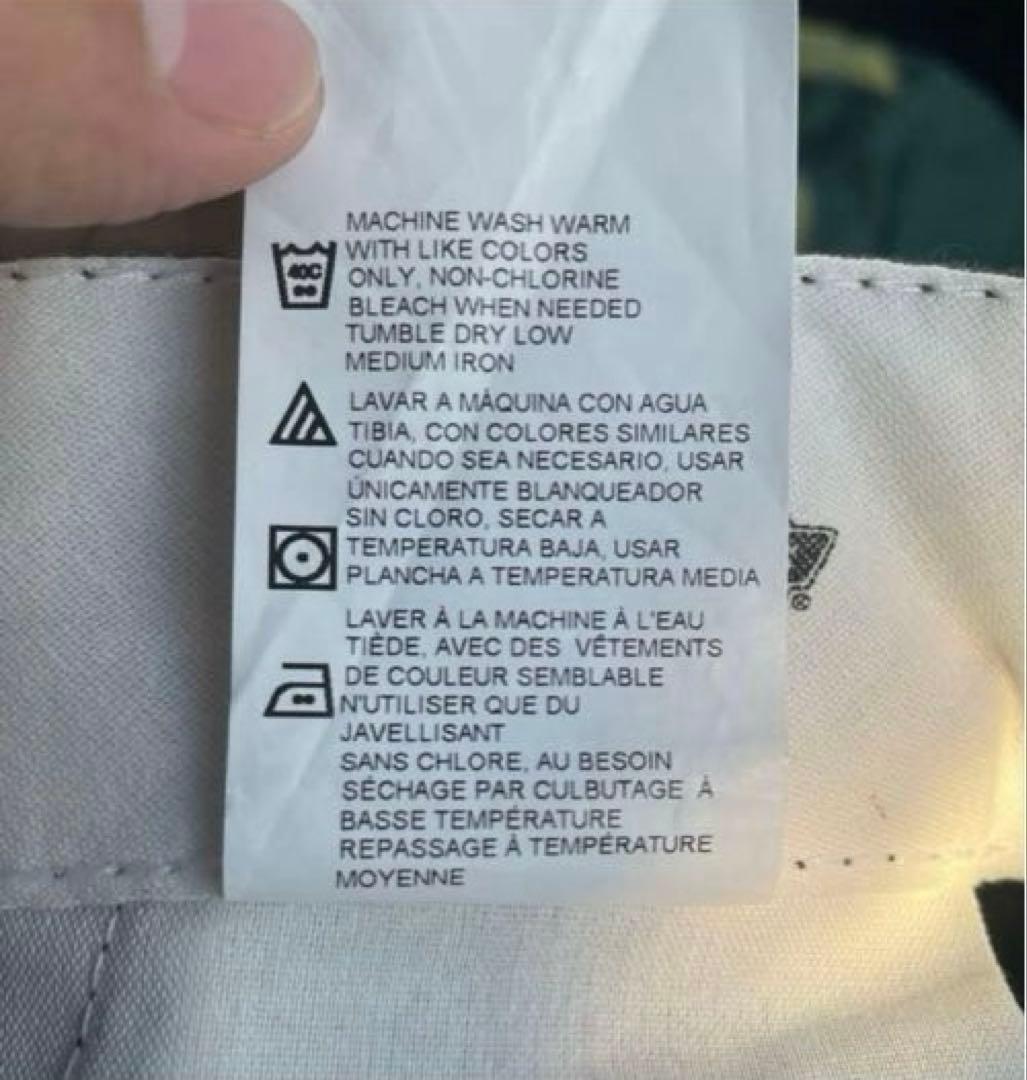 MACHINE WASH WARM
WITH LIKE COLORS
ONLY, NON-CHLORINE
BLEACH WHEN NEEDED
TUMBLE DRY LOW
MEDIUM IRON
40C
LAVAR A MÁQUINA CON AGUA
TIBIA, CON COLORES SIMILARES
CUANDO SEA NECESARIO, USAR
ÚNICAMENTE BLANQUEADOR
SIN CLORO, SECAR A
TEMPERATURA BAJA, USAR
PLANCHA A TEMPERATURA MEDIA
®
LAVER À LA MACHINE À L'EAU
TIÈDE, AVEC DES VÊTEMENTS
DE COULEUR SEMBLABLE
N'UTILISER QUE DU
JAVELLISANT
SANS CHLORE, AU BESOIN
SÉCHAGE PAR CULBUTAGE À
BASSE TEMPÉRATURE
REPASSAGE À TEMPÉRATURE
MOYENNE